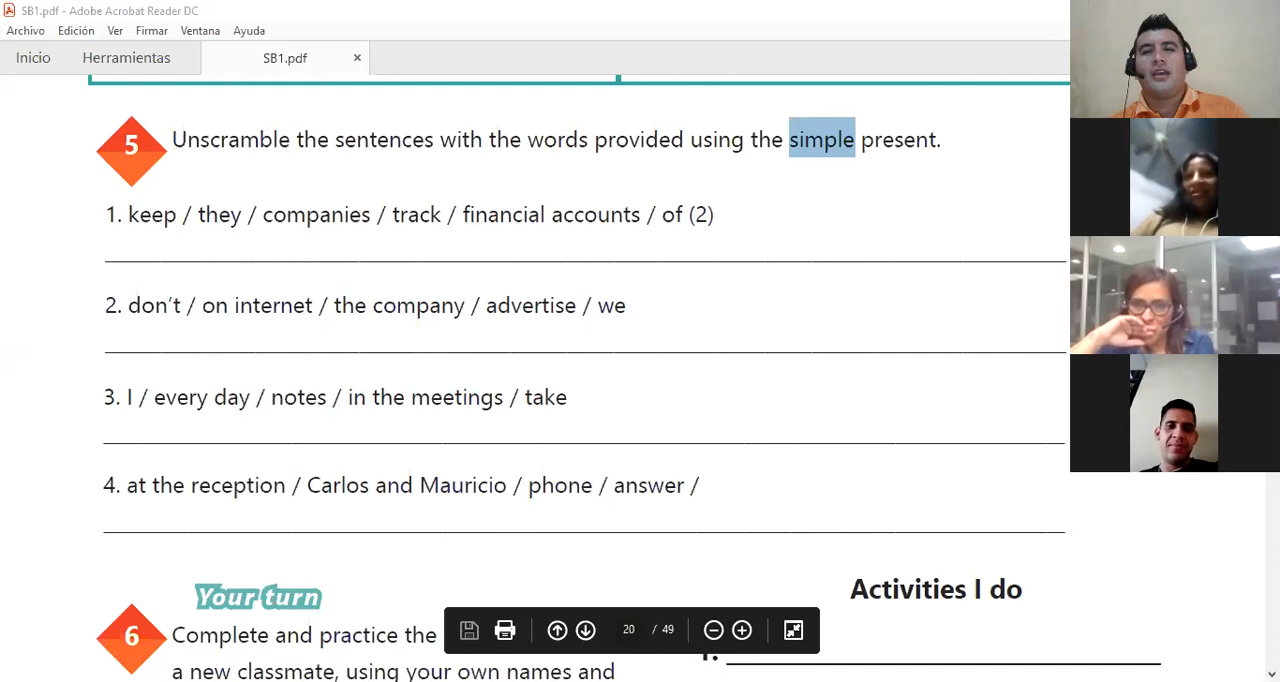 SB1.pdf - Adobe Acrobat Reader DC
Archivo Edición Ver Firmar Ventana Ayuda
Inicio Herramientas SB1.pdf ×
5 Unscramble the sentences with the words provided using the simple present.
1. keep / they / companies / track / financial accounts / of (2)
2. don't / on internet / the company / advertise / we
3. I / every day / notes / in the meetings / take
4. at the reception / Carlos and Mauricio / phone / answer /
Your turn
Activities I do
6 Complete and practice the
20 / 49
a new classmate, using your own names and